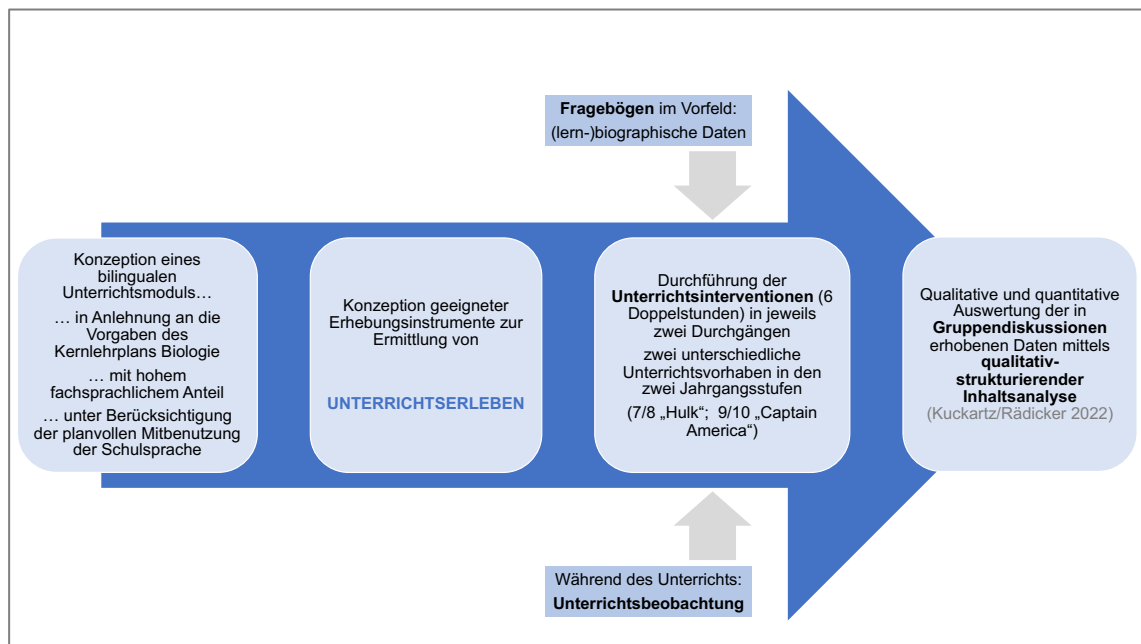 Fragebögen im Vorfeld:
(lern-)biographische Daten
Konzeption eines
bilingualen
Unterrichtsmoduls…
… in Anlehnung an die
Vorgaben des
Kernlehrplans Biologie
… mit hohem
fachsprachlichem Anteil
… unter Berücksichtigung
der planvollen Mitbenutzung
der Schulsprache
Konzeption geeigneter
Erhebungsinstrumente zur
Ermittlung von
UNTERRICHTSERLEBEN
Durchführung der
Unterrichtsinterventionen (6
Doppelstunden) in jeweils
zwei Durchgängen
zwei unterschiedliche
Unterrichtsvorhaben in den
zwei Jahrgangsstufen
(7/8 „Hulk“; 9/10 „Captain
America“)
Qualitative und quantitative
Auswertung der in
Gruppendiskussionen
erhobenen Daten mittels
qualitativ-
strukturierender
Inhaltsanalyse
(Kuckartz/Rädicker 2022)
Während des Unterrichts:
Unterrichtsbeobachtung